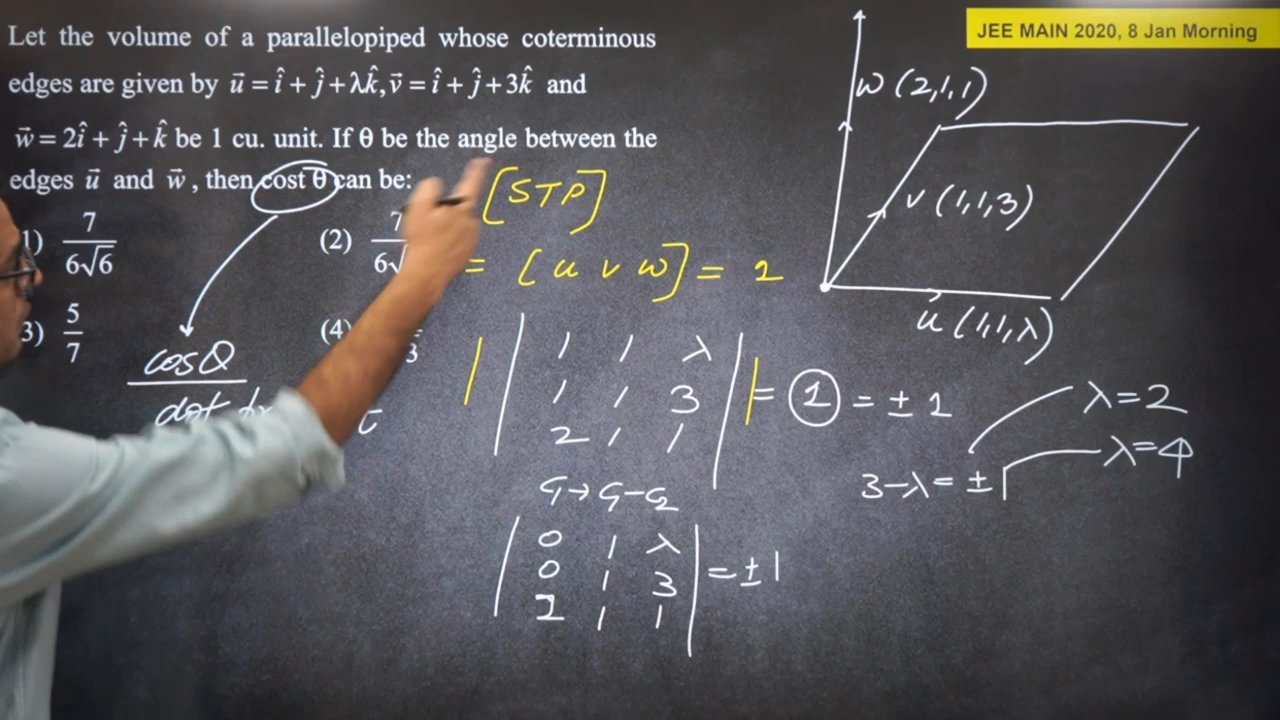 JEE MAIN 2020, 8 Jan Morning
Let the volume of a parallelopiped whose coterminous
edges are given by u⃗ = î + ĵ + λk̂, v⃗ = î + ĵ + 3k̂ and
w⃗ = 2î + ĵ + k̂ be 1 cu. unit. If θ be the angle between the
edges u⃗ and w⃗, then cost θ can be:
1) 7/6√6
(2) 7/6√
3) 5/7
(4) 3
cosθ
dot
[STP]
= [u v w] = 1
| 1 1 λ |
| 1 1 3 | = 1 = ± 1
| 2 1 1 |
C₁ → C₁ - C₂
| 0 1 λ |
| 0 1 3 | = ± 1
| 1 1 1 |
w (2,1,1)
v (1,1,3)
u (1,1,λ)
3 - λ = ± 1
λ = 2
λ = 4